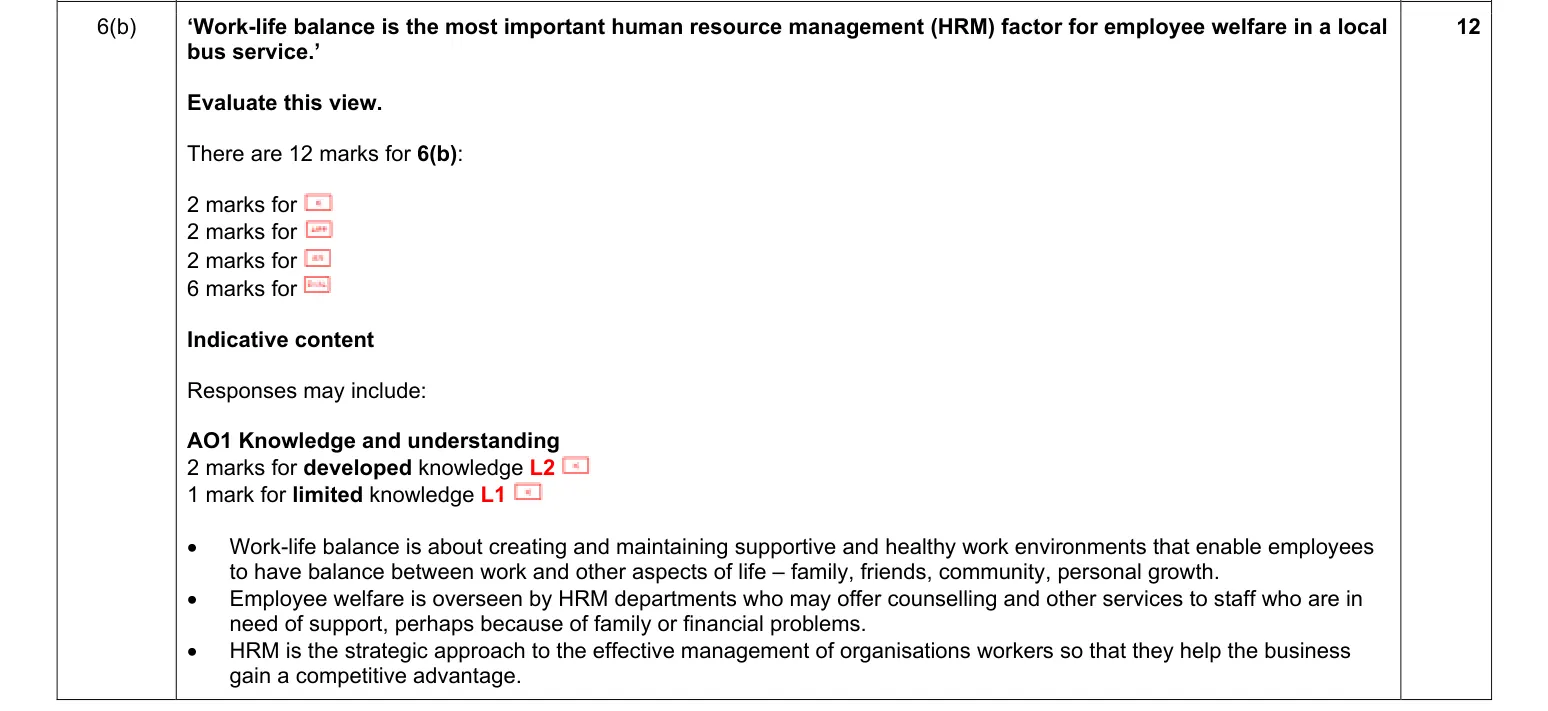 6(b)
‘Work-life balance is the most important human resource management (HRM) factor for employee welfare in a local
bus service.’
12
Evaluate this view.
There are 12 marks for 6(b):
2 marks for
2 marks for
2 marks for
6 marks for
Indicative content
Responses may include:
AO1 Knowledge and understanding
2 marks for developed knowledge L2
1 mark for limited knowledge L1
• Work-life balance is about creating and maintaining supportive and healthy work environments that enable employees
to have balance between work and other aspects of life – family, friends, community, personal growth.
• Employee welfare is overseen by HRM departments who may offer counselling and other services to staff who are in
need of support, perhaps because of family or financial problems.
• HRM is the strategic approach to the effective management of organisations workers so that they help the business
gain a competitive advantage.